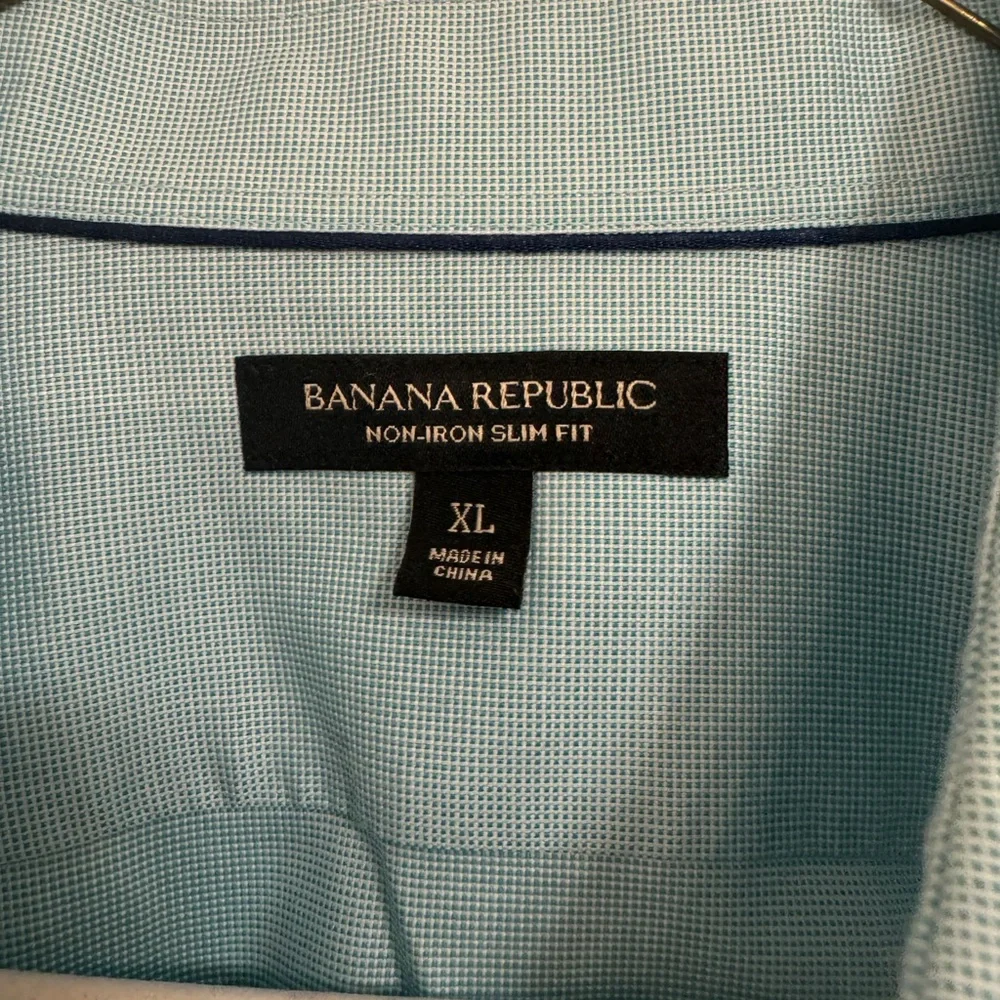 BANANA REPUBLIC
NON-IRON SLIM FIT
XL
MADE IN
CHINA